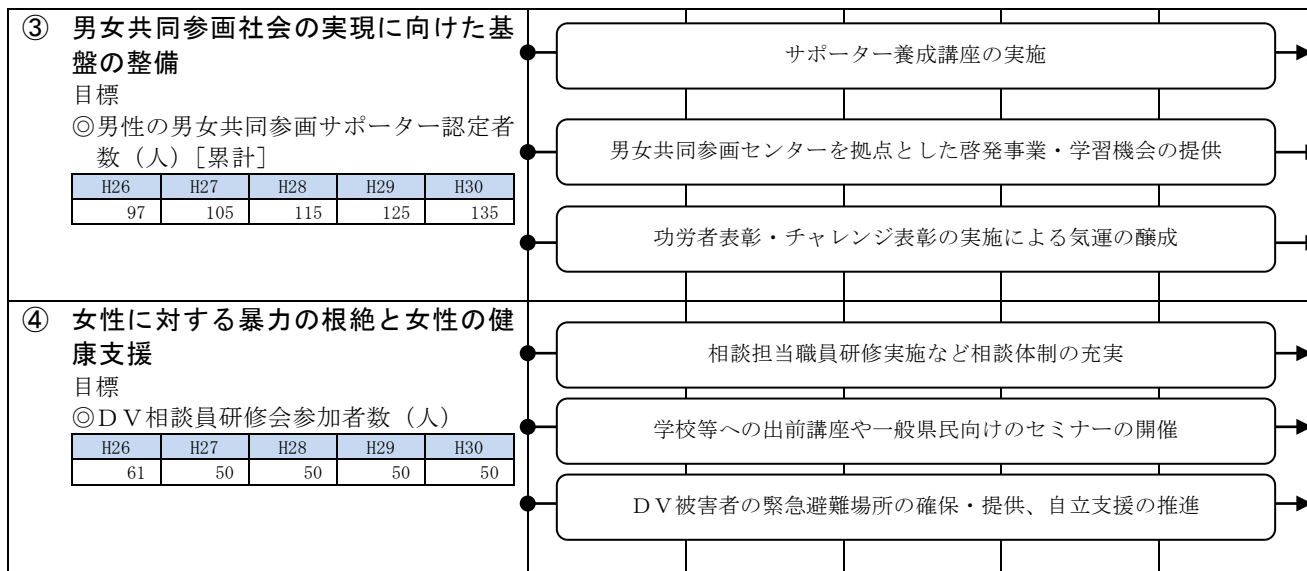 ③ 男女共同参画社会の実現に向けた基
盤の整備
目標
◎男性の男女共同参画サポーター認定者
数（人）［累計］
H26 H27 H28 H29 H30
97 105 115 125 135
サポーター養成講座の実施
男女共同参画センターを拠点とした啓発事業・学習機会の提供
功労者表彰・チャレンジ表彰の実施による気運の醸成
④ 女性に対する暴力の根絶と女性の健
康支援
目標
◎ＤＶ相談員研修会参加者数（人）
H26 H27 H28 H29 H30
61 50 50 50 50
相談担当職員研修実施など相談体制の充実
学校等への出前講座や一般県民向けのセミナーの開催
ＤＶ被害者の緊急避難場所の確保・提供、自立支援の推進